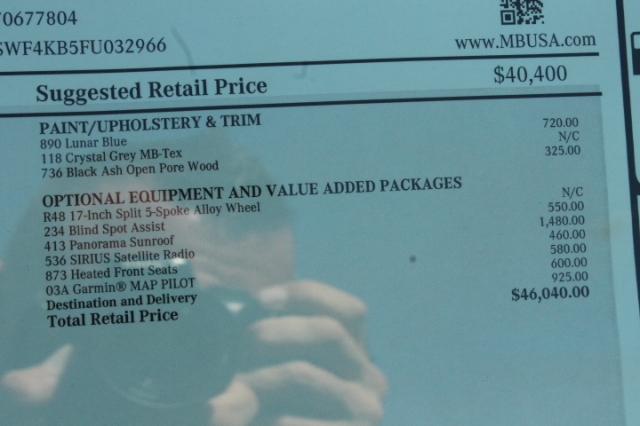 0677804
SWF4KB5FU032966
www.MBUSA.com
Suggested Retail Price $40,400
PAINT/UPHOLSTERY & TRIM
890 Lunar Blue 720.00
118 Crystal Grey MB-Tex N/C
736 Black Ash Open Pore Wood 325.00
OPTIONAL EQUIPMENT AND VALUE ADDED PACKAGES
R48 17-Inch Split 5-Spoke Alloy Wheel N/C
234 Blind Spot Assist 550.00
413 Panorama Sunroof 1,480.00
536 SIRIUS Satellite Radio 460.00
873 Heated Front Seats 580.00
03A Garmin® MAP PILOT 600.00
Destination and Delivery 925.00
Total Retail Price $46,040.00